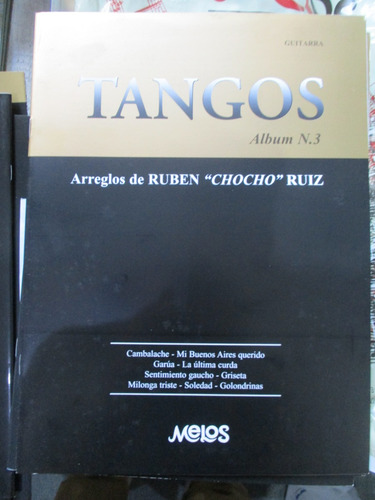 GUITARRA
TANGOS
Album N.3
Arreglos de RUBEN "CHOCHO" RUIZ
Cambalache - Mi Buenos Aires querido
Garúa - La última curda
Sentimiento gaucho - Griseta
Milonga triste - Soledad - Golondrinas
Melos